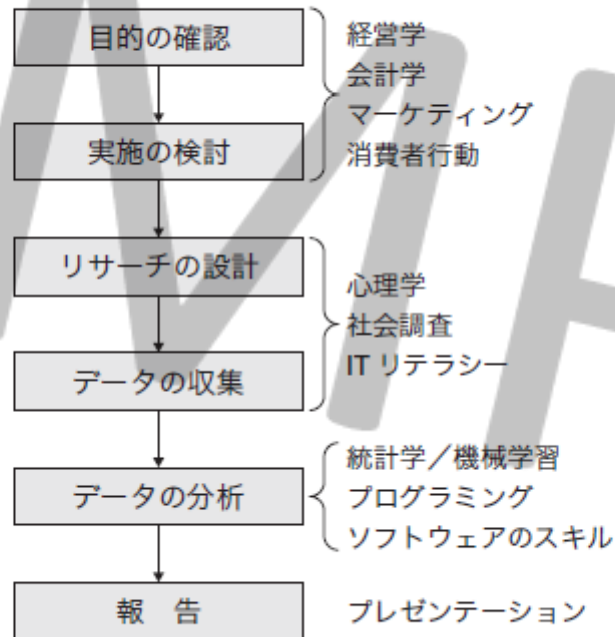 目的の確認
経営学
会計学
マーケティング
消費者行動
実施の検討
リサーチの設計
心理学
社会調査
IT リテラシー
データの収集
データの分析
統計学／機械学習
プログラミング
ソフトウェアのスキル
報　告
プレゼンテーション